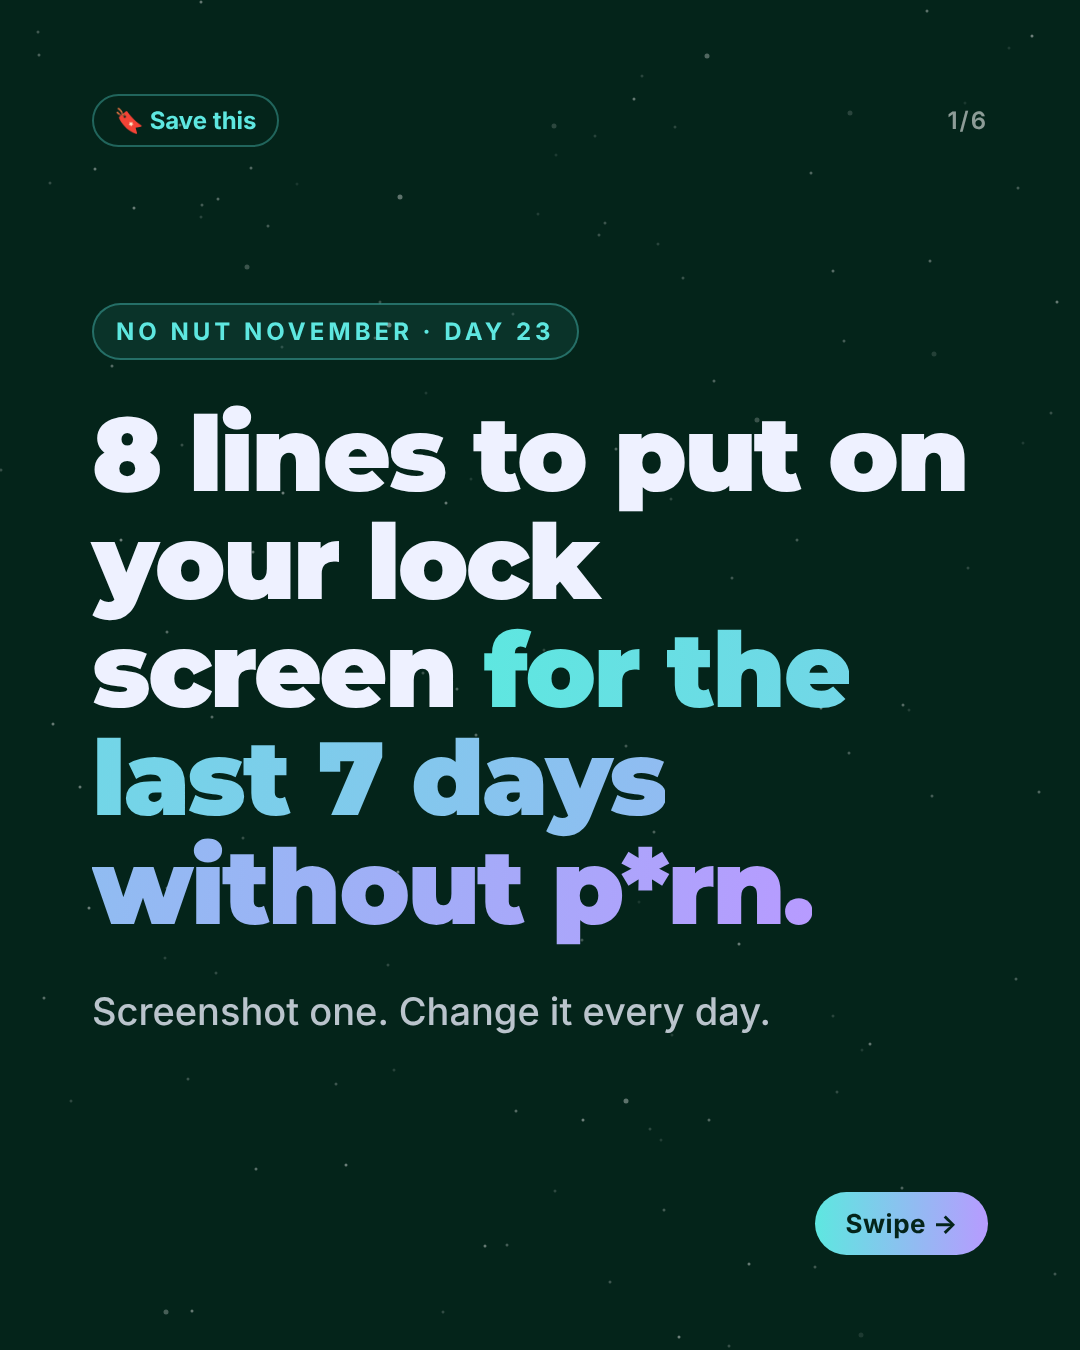 🔖 Save this
1/6
NO NUT NOVEMBER · DAY 23
8 lines to put on
your lock
screen for the
last 7 days
without p*rn.
Screenshot one. Change it every day.
Swipe →